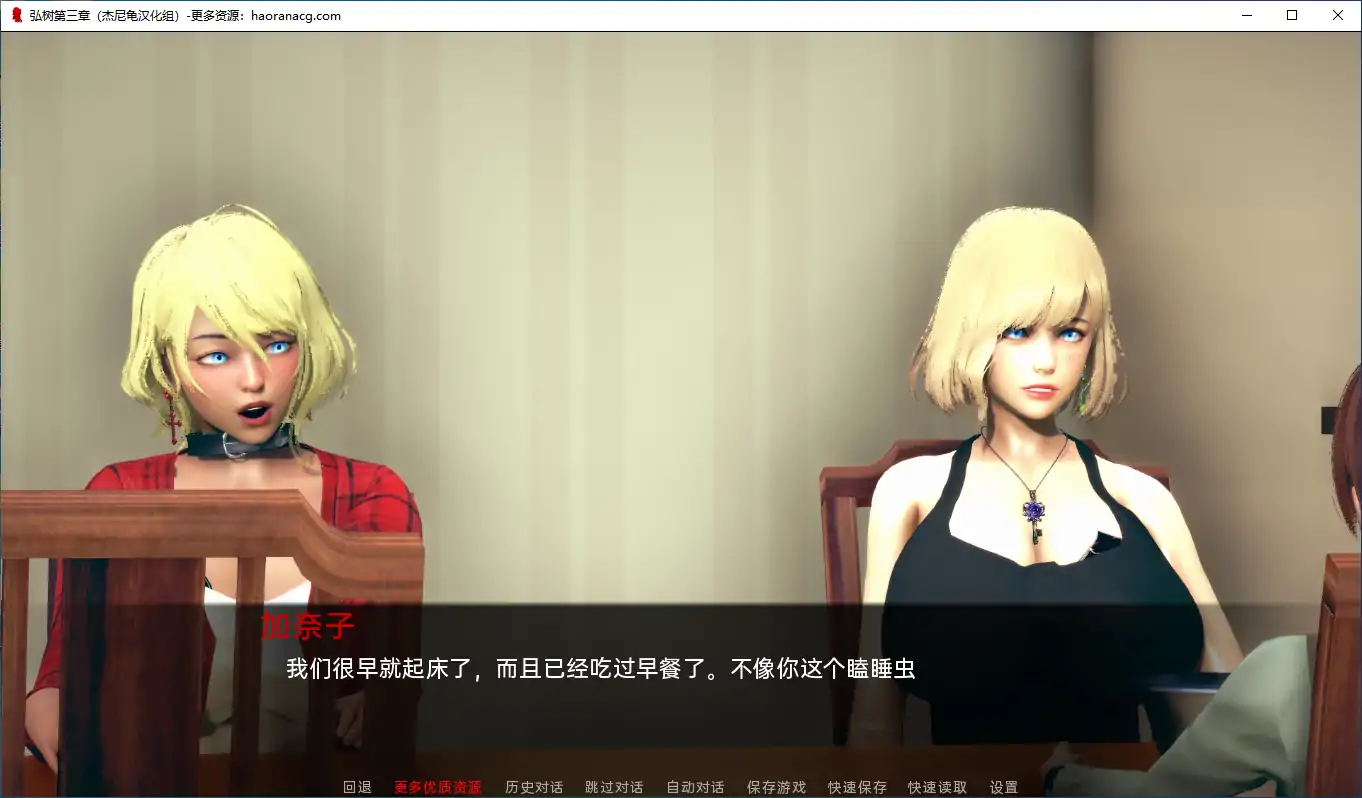 弘树第三章（杰尼龟汉化组）-更多资源：haoranacg.com
加奈子
我们很早就起床了，而且已经吃过早餐了。不像你这个瞌睡虫
回退 更多优质资源 历史对话 跳过对话 自动对话 保存游戏 快速保存 快速读取 设置